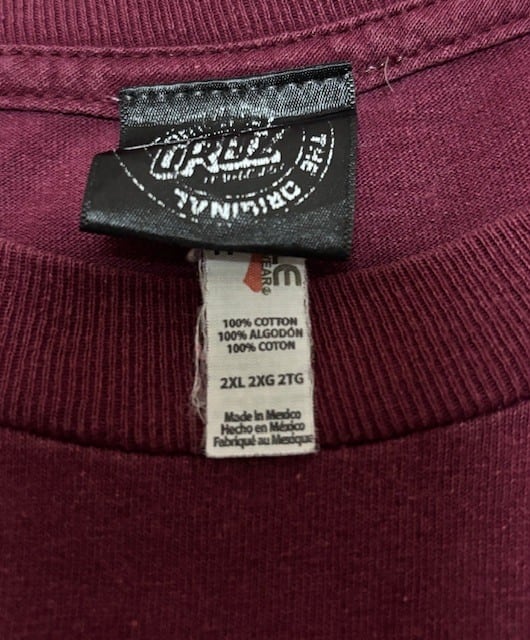 CRUZ
THE ORIGINAL
100% COTTON
100% ALGODÓN
100% COTON
2XL 2XG 2TG
Made in Mexico
Hecho en México
Fabriqué au Mexique